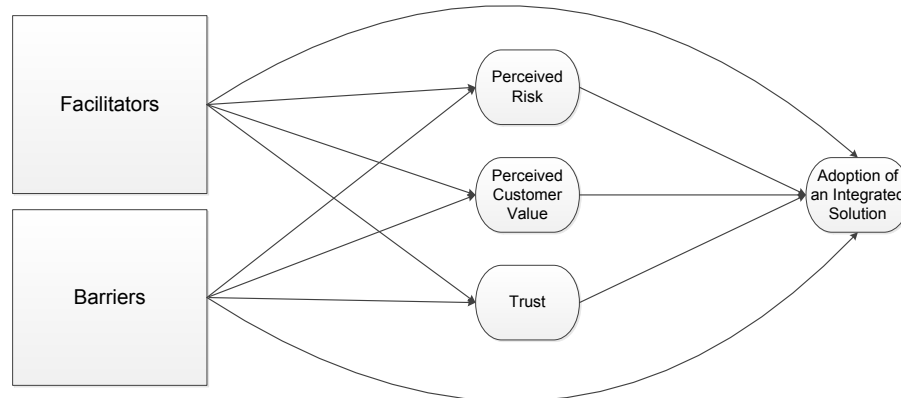 Facilitators
Barriers
Perceived
Risk
Perceived
Customer
Value
Trust
Adoption of
an Integrated
Solution